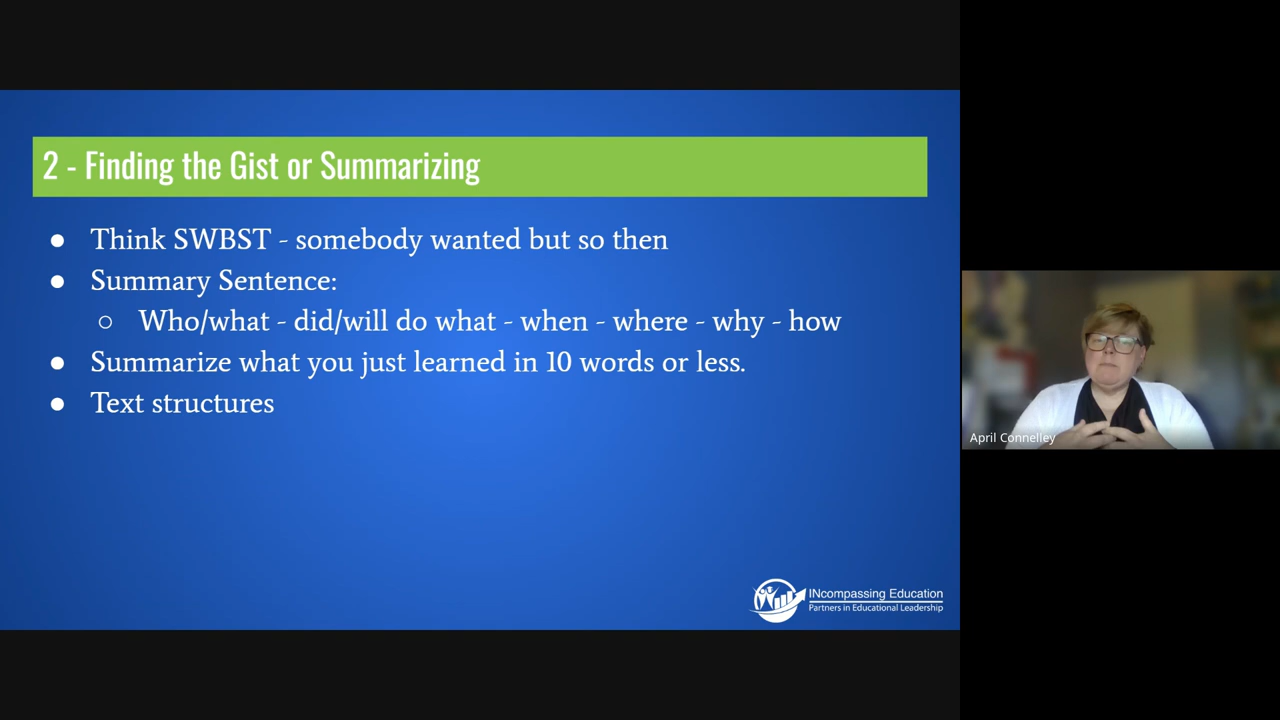 2 - Finding the Gist or Summarizing
● Think SWBST - somebody wanted but so then
● Summary Sentence:
○ Who/what - did/will do what - when - where - why - how
● Summarize what you just learned in 10 words or less.
● Text structures
INcompassing Education
Partners in Educational Leadership
April Connelley